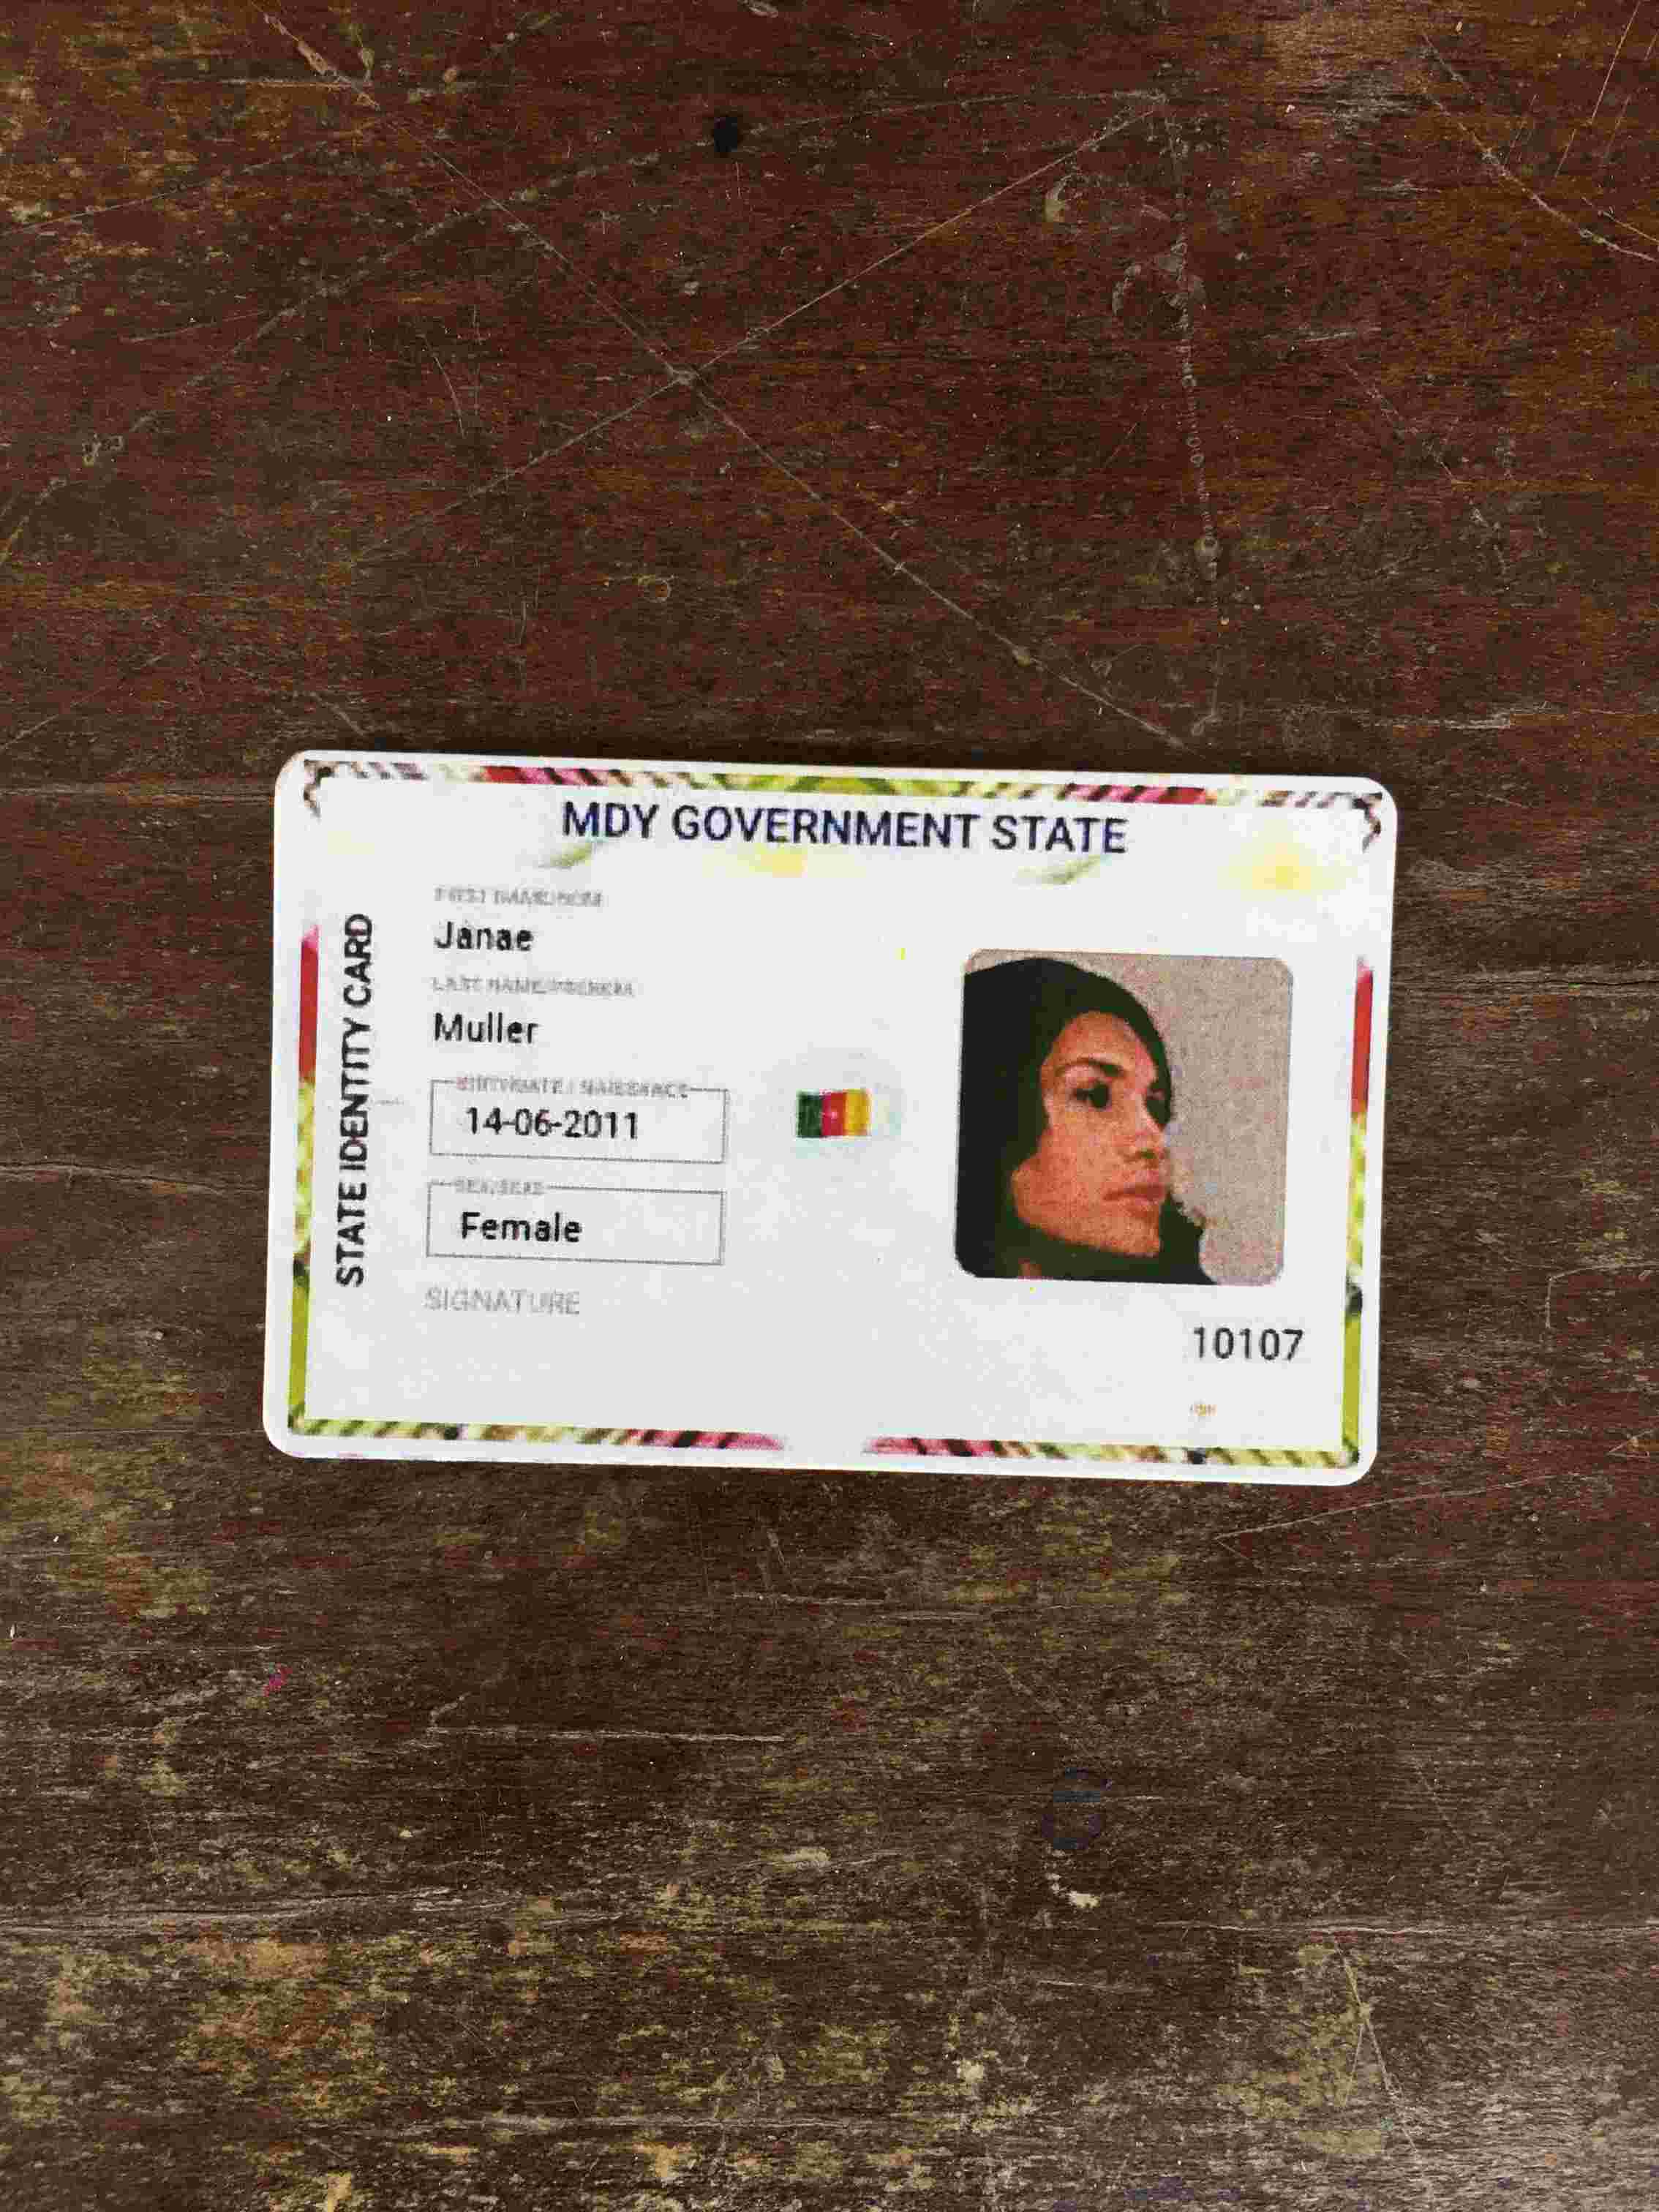 MDY GOVERNMENT STATE
STATE IDENTITY CARD
FIRST NAME/NOM
Janae
LAST NAME/PRENOM
Muller
BIRTHDATE / NAISSANCE
14-06-2011
SEX/SEXE
Female
SIGNATURE
10107